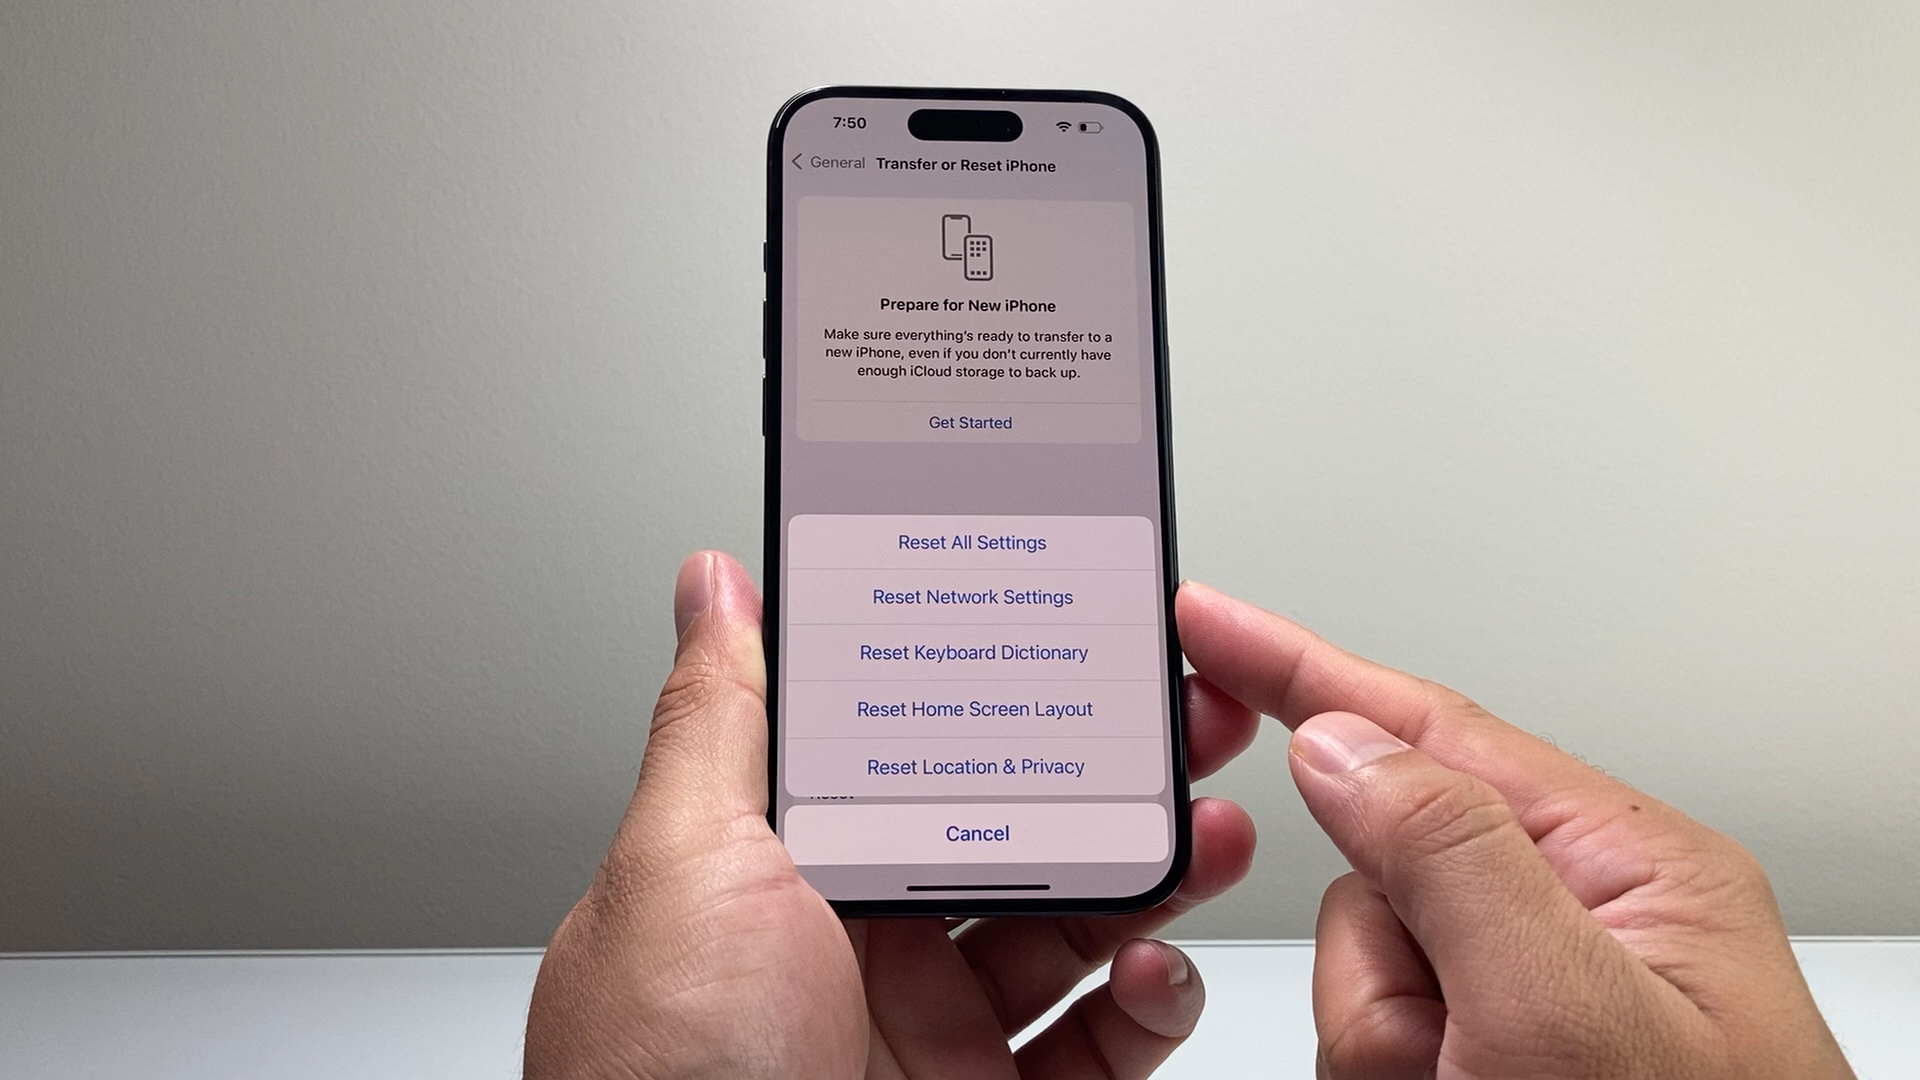 7:50
General Transfer or Reset iPhone
Prepare for New iPhone
Make sure everything's ready to transfer to a
new iPhone, even if you don't currently have
enough iCloud storage to back up.
Get Started
Reset All Settings
Reset Network Settings
Reset Keyboard Dictionary
Reset Home Screen Layout
Reset Location & Privacy
Reset
Cancel